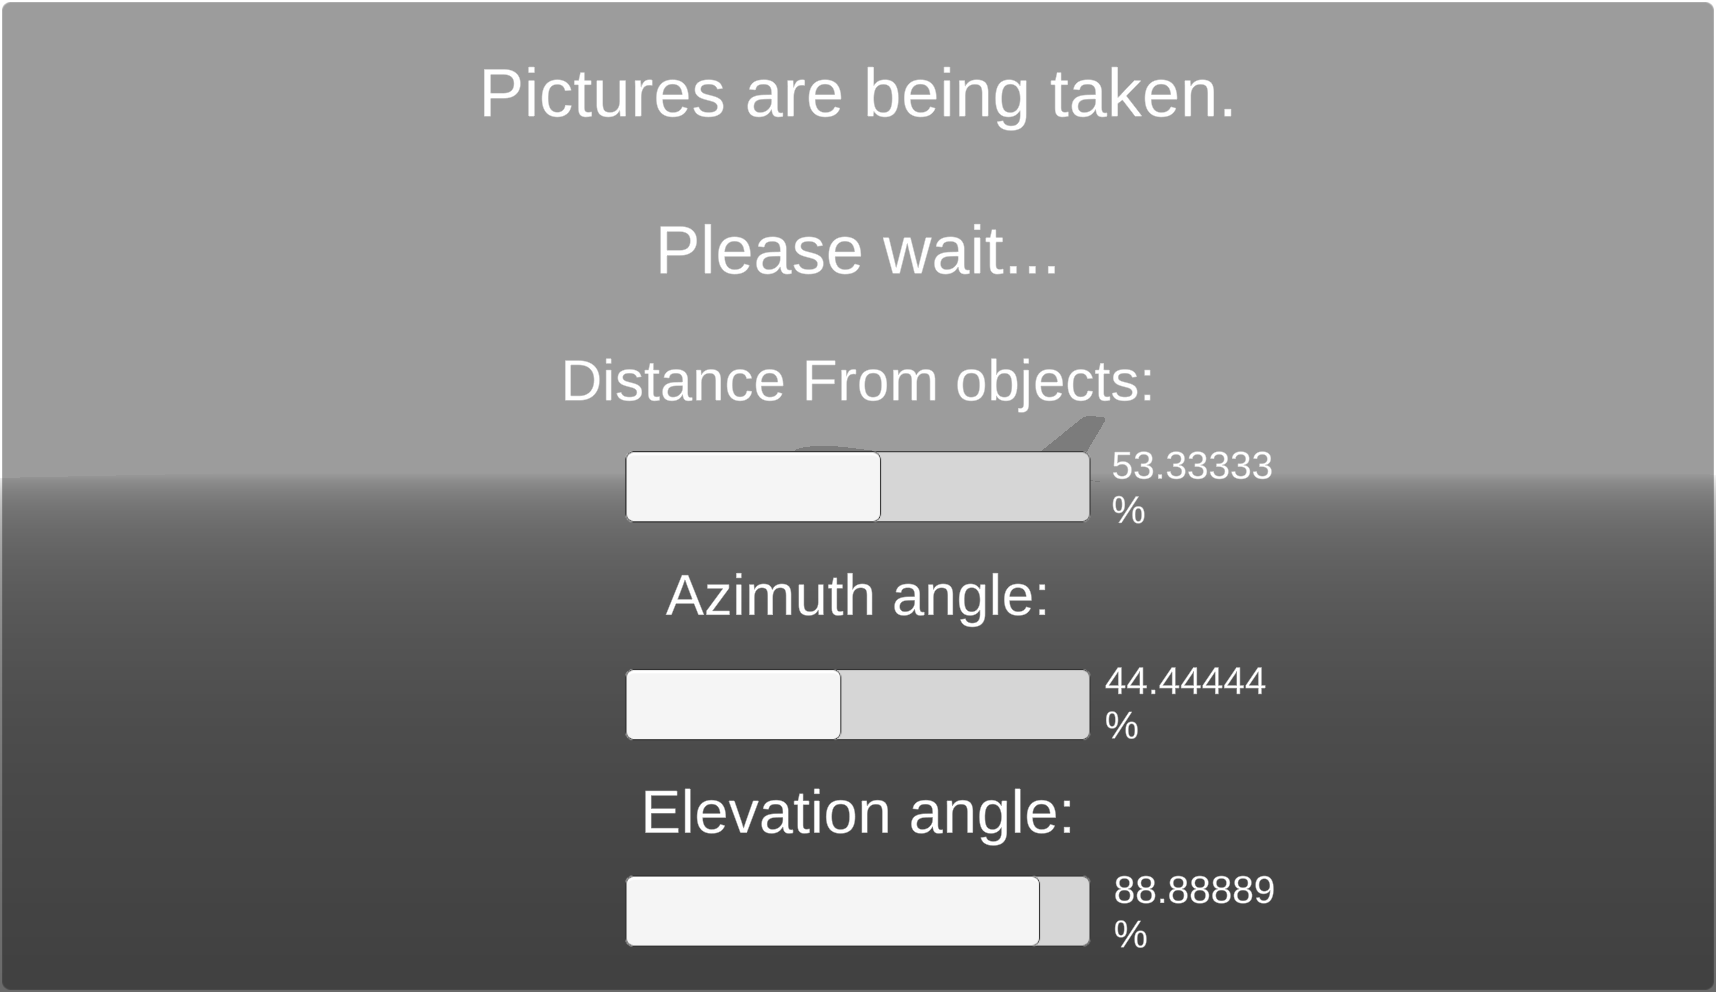 Pictures are being taken.
Please wait...
Distance From objects:
53.33333
%
Azimuth angle:
44.44444
%
Elevation angle:
88.88889
%